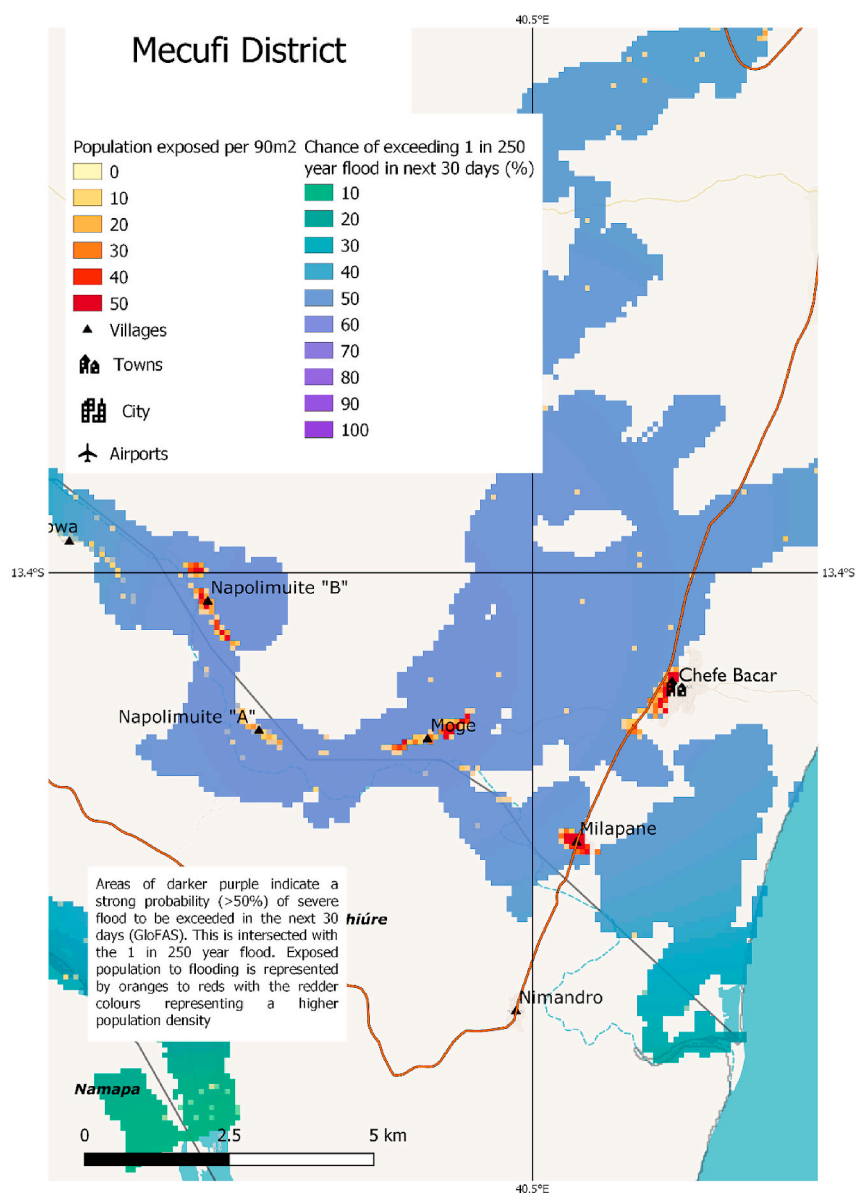 40.5°E
Mecufi District
Population exposed per 90m2
0
10
20
30
40
50
Villages
Towns
City
Airports
Chance of exceeding 1 in 250
year flood in next 30 days (%)
10
20
30
40
50
60
70
80
90
100
owa
13.4°S
13.4°S
Napolimuite "B"
Chefe Bacar
Napolimuite "A"
Moge
Milapane
Areas of darker purple indicate a
strong probability (>50%) of severe
flood to be exceeded in the next 30
days (GloFAS). This is intersected with
the 1 in 250 year flood. Exposed
population to flooding is represented
by oranges to reds with the redder
colours representing a higher
population density
hiúre
Nimandro
Namapa
0
2.5
5 km
40.5°E